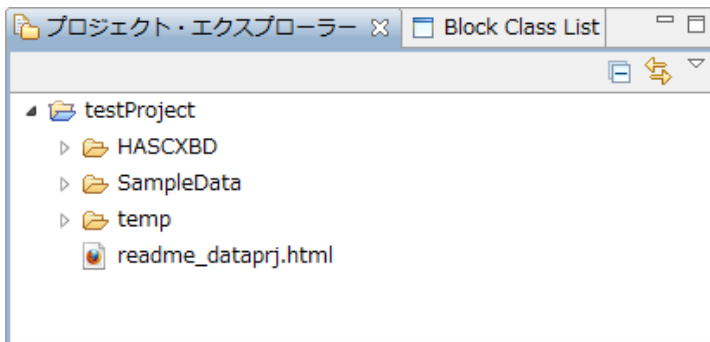 プロジェクト・エクスプローラー Block Class List
testProject
HASCXBD
SampleData
temp
readme_dataprj.html